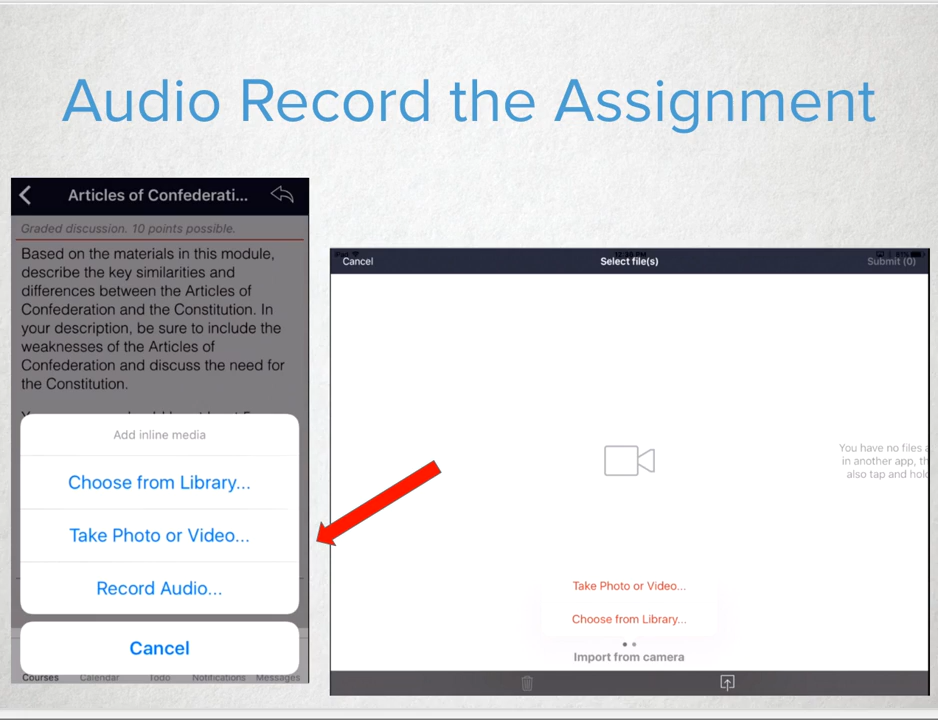 Audio Record the Assignment
Articles of Confederati...
Graded discussion. 10 points possible.
Based on the materials in this module,
describe the key similarities and
differences between the Articles of
Confederation and the Constitution. In
your description, be sure to include the
weaknesses of the Articles of
Confederation and discuss the need for
the Constitution.
Add inline media
Choose from Library...
Take Photo or Video...
Record Audio...
Cancel
Courses Calendar Todo Notifications Messages
Cancel Select file(s) Submit (0)
You have no files
in another app, th
also tap and hol
Take Photo or Video...
Choose from Library...
Import from camera